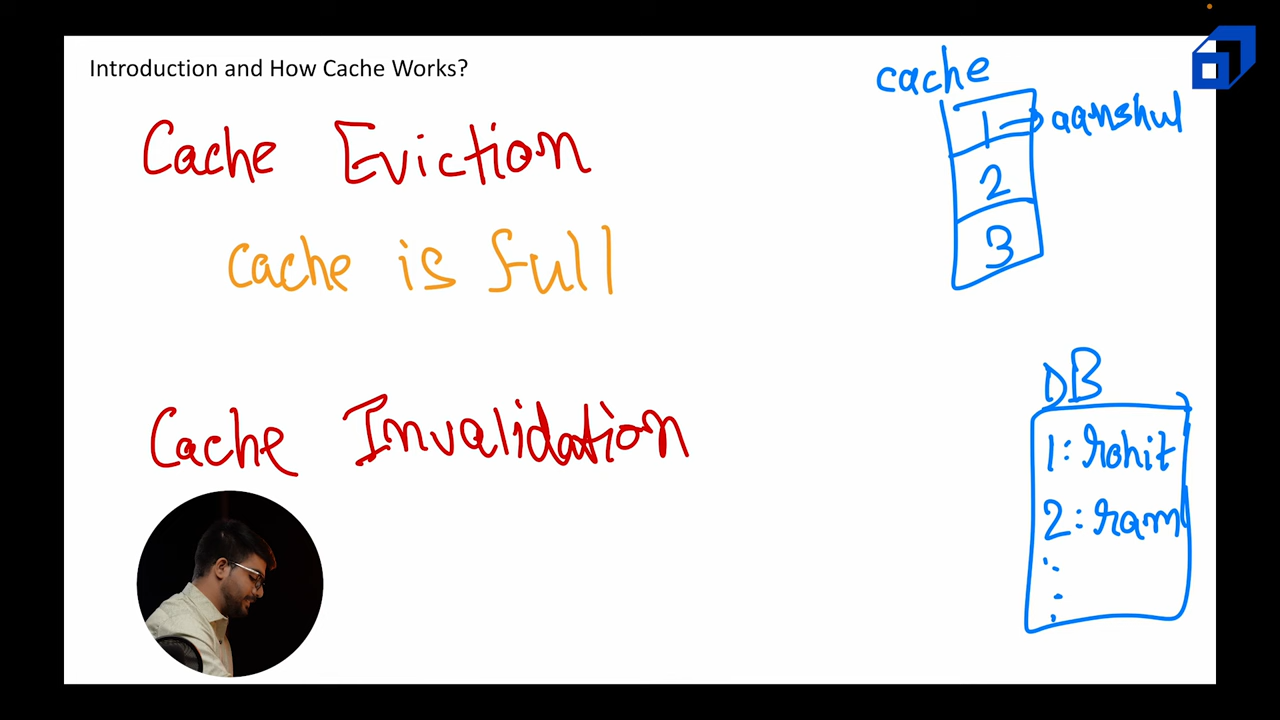 Introduction and How Cache Works?
Cache Eviction
cache is full
Cache Invalidation
cache
1 → aanshul
2
3
DB
1: rohit
2: ram